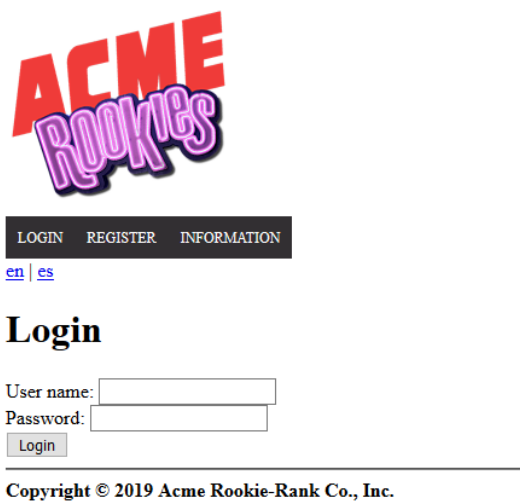 ACME
ROOKIES
LOGIN REGISTER INFORMATION
en | es
Login
User name:
Password:
Login
Copyright © 2019 Acme Rookie-Rank Co., Inc.